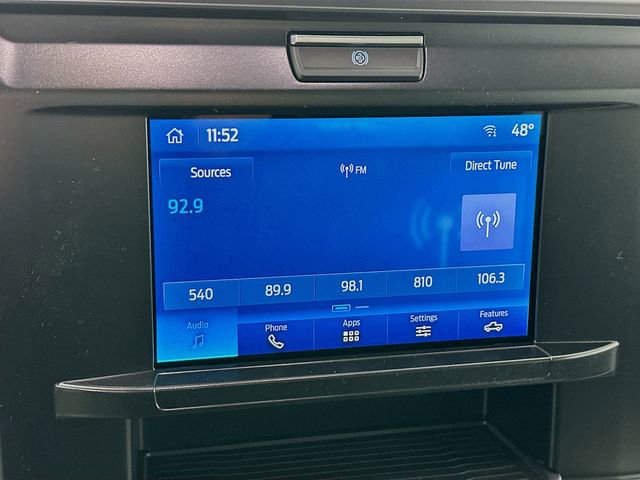 11:52 48°
Sources FM Direct Tune
92.9
540 89.9 98.1 810 106.3
Audio Phone Apps Settings Features